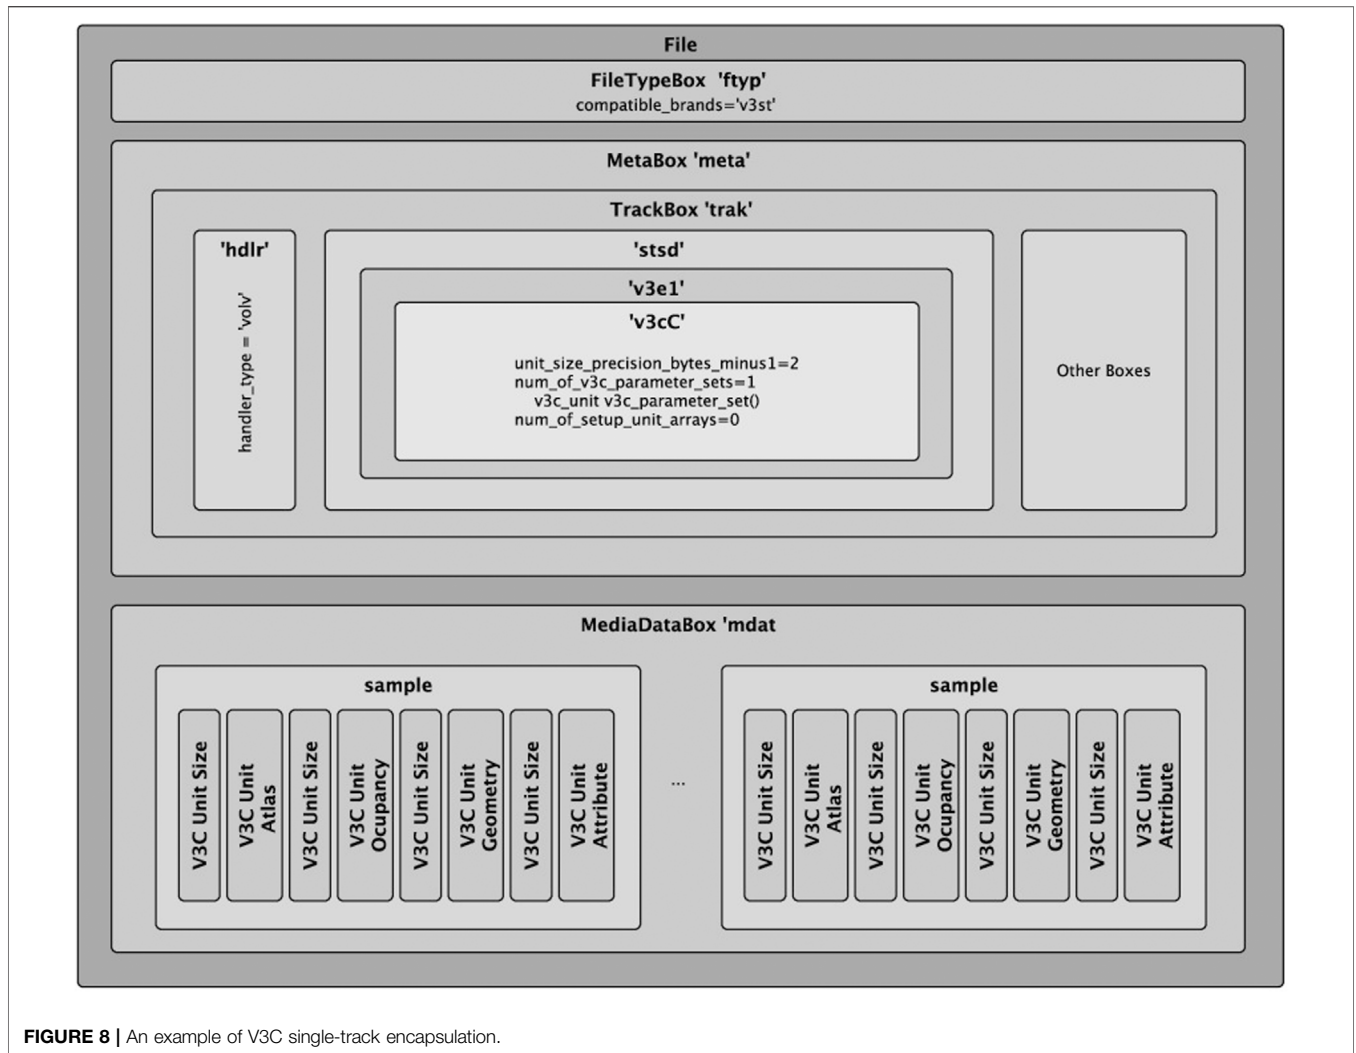 File
FileTypeBox 'ftyp'
compatible_brands='v3st'
MetaBox 'meta'
TrackBox 'trak'
'hdlr'
handler_type = 'volv'
'stsd'
'v3e1'
'v3cC'
unit_size_precision_bytes_minus1=2
num_of_v3c_parameter_sets=1
v3c_unit v3c_parameter_set()
num_of_setup_unit_arrays=0
Other Boxes
MediaDataBox 'mdat
sample
V3C Unit Size
V3C Unit
Atlas
V3C Unit Size
V3C Unit
Ocupancy
V3C Unit Size
V3C Unit
Geometry
V3C Unit Size
V3C Unit
Attribute
...
sample
V3C Unit Size
V3C Unit
Atlas
V3C Unit Size
V3C Unit
Ocupancy
V3C Unit Size
V3C Unit
Geometry
V3C Unit Size
V3C Unit
Attribute
FIGURE 8 | An example of V3C single-track encapsulation.